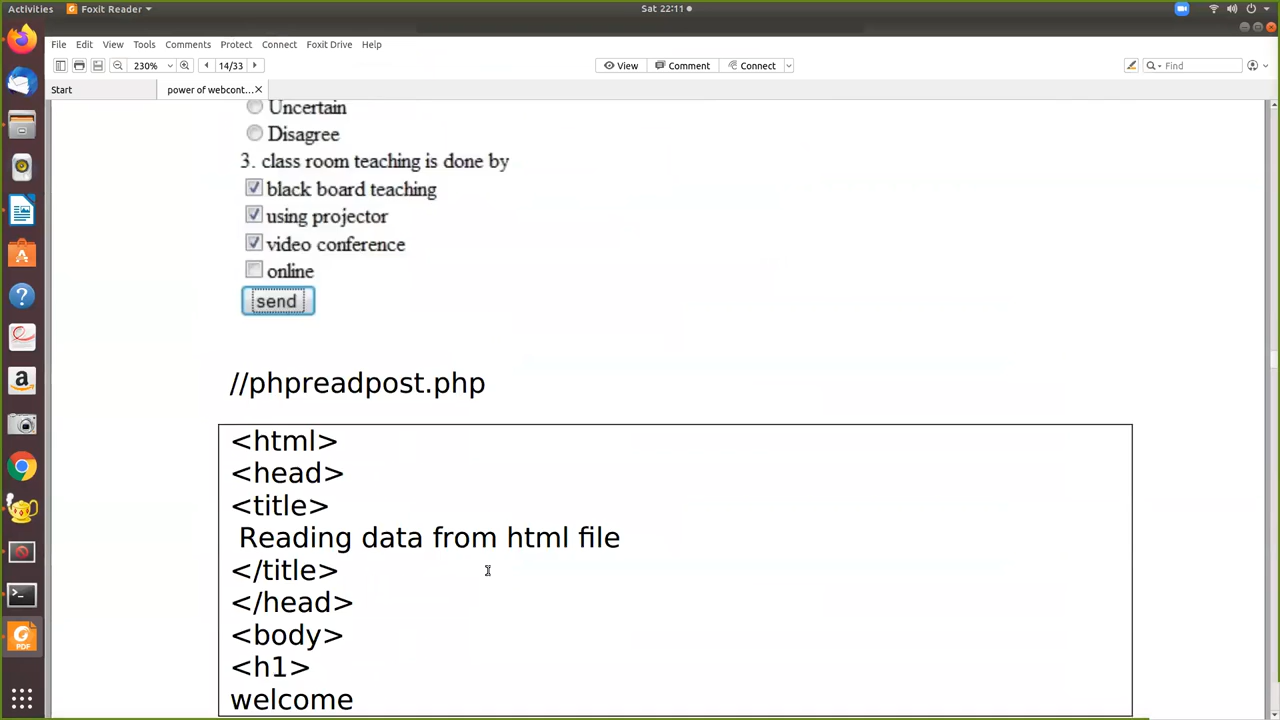 Activities
Foxit Reader
Sat 22:11
File Edit View Tools Comments Protect Connect Foxit Drive Help
230%
14/33
View
Comment
Connect
Find
Start
power of webcont...
Uncertain
Disagree
3. class room teaching is done by
black board teaching
using projector
video conference
online
send
//phpreadpost.php
<html>
<head>
<title>
Reading data from html file
</title>
</head>
<body>
<h1>
welcome